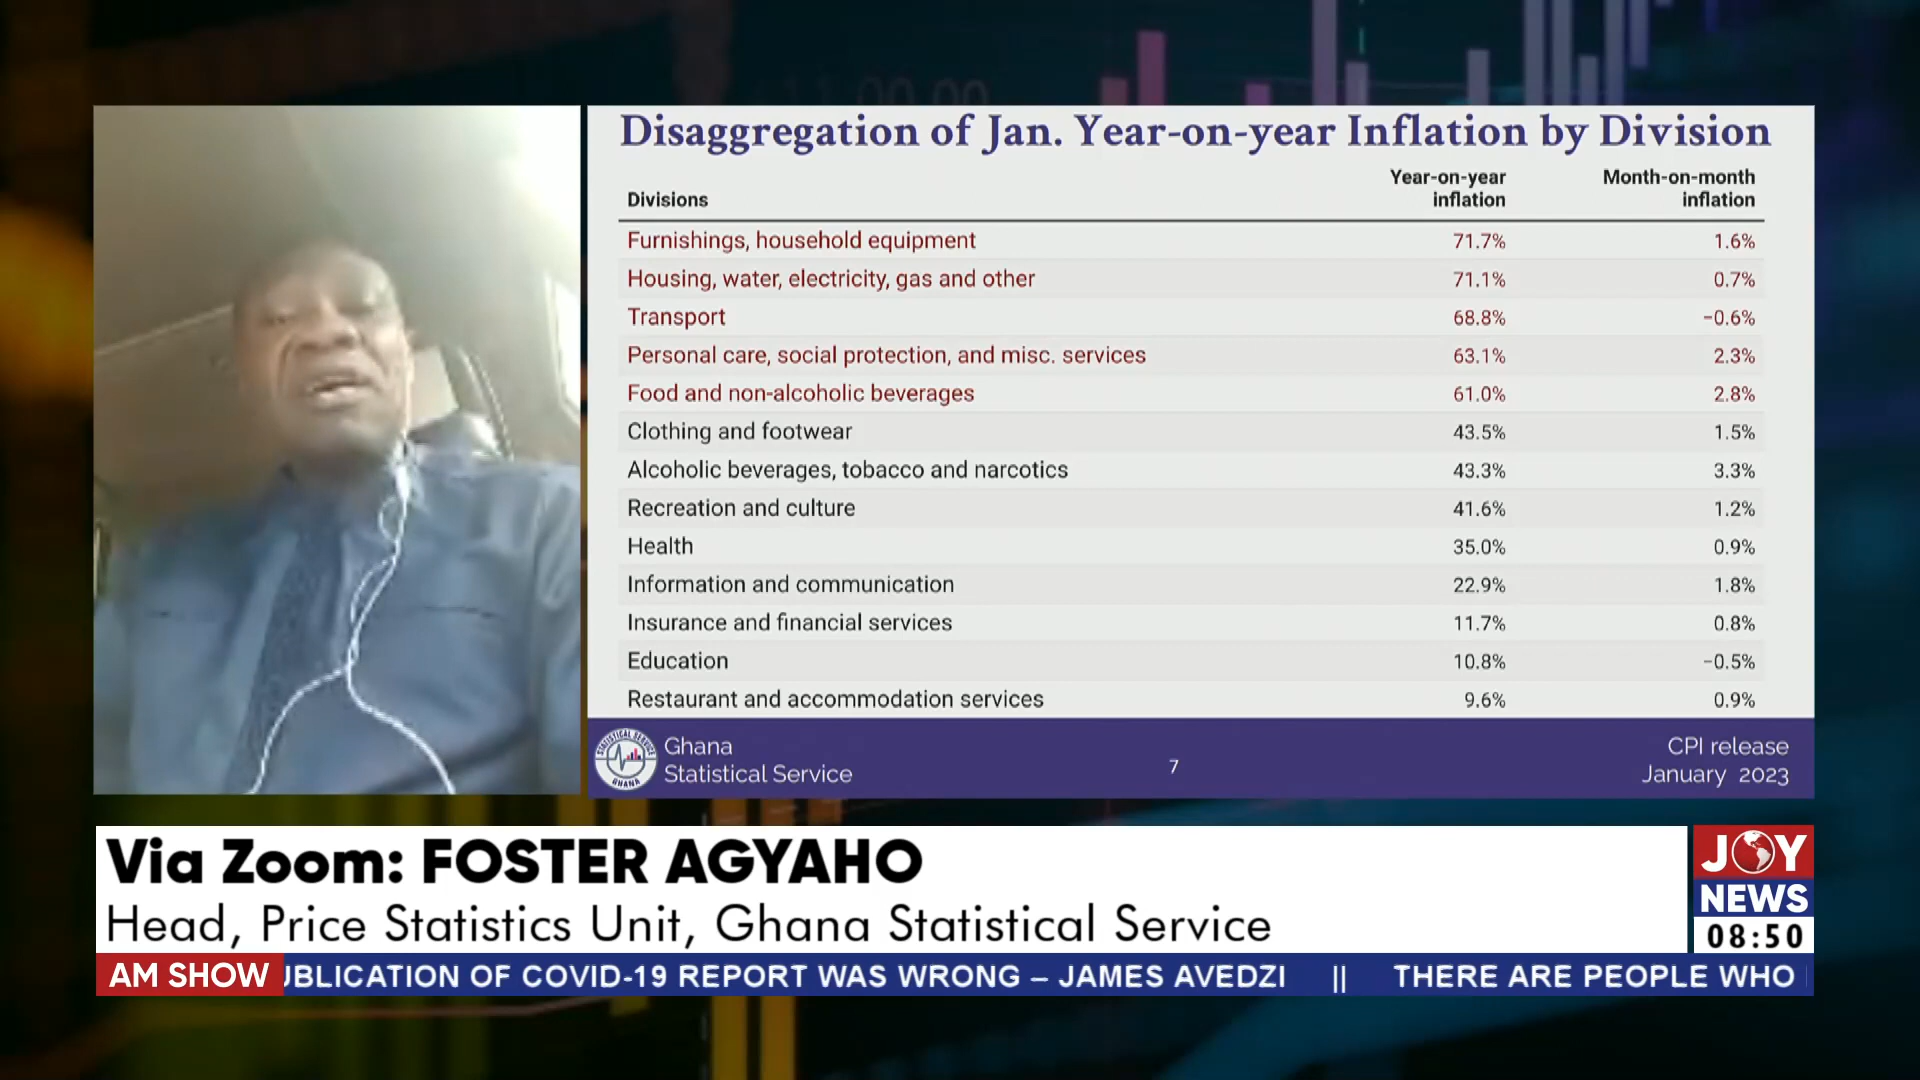 Disaggregation of Jan. Year-on-year Inflation by Division
Divisions Year-on-year inflation Month-on-month inflation
Furnishings, household equipment 71.7% 1.6%
Housing, water, electricity, gas and other 71.1% 0.7%
Transport 68.8% −0.6%
Personal care, social protection, and misc. services 63.1% 2.3%
Food and non-alcoholic beverages 61.0% 2.8%
Clothing and footwear 43.5% 1.5%
Alcoholic beverages, tobacco and narcotics 43.3% 3.3%
Recreation and culture 41.6% 1.2%
Health 35.0% 0.9%
Information and communication 22.9% 1.8%
Insurance and financial services 11.7% 0.8%
Education 10.8% −0.5%
Restaurant and accommodation services 9.6% 0.9%
STATISTICAL SERVICE
GHANA
Ghana
Statistical Service
7
CPI release
January 2023
Via Zoom: FOSTER AGYAHO
Head, Price Statistics Unit, Ghana Statistical Service
JOY
NEWS
08:50
AM SHOW
UBLICATION OF COVID-19 REPORT WAS WRONG – JAMES AVEDZI || THERE ARE PEOPLE WHO